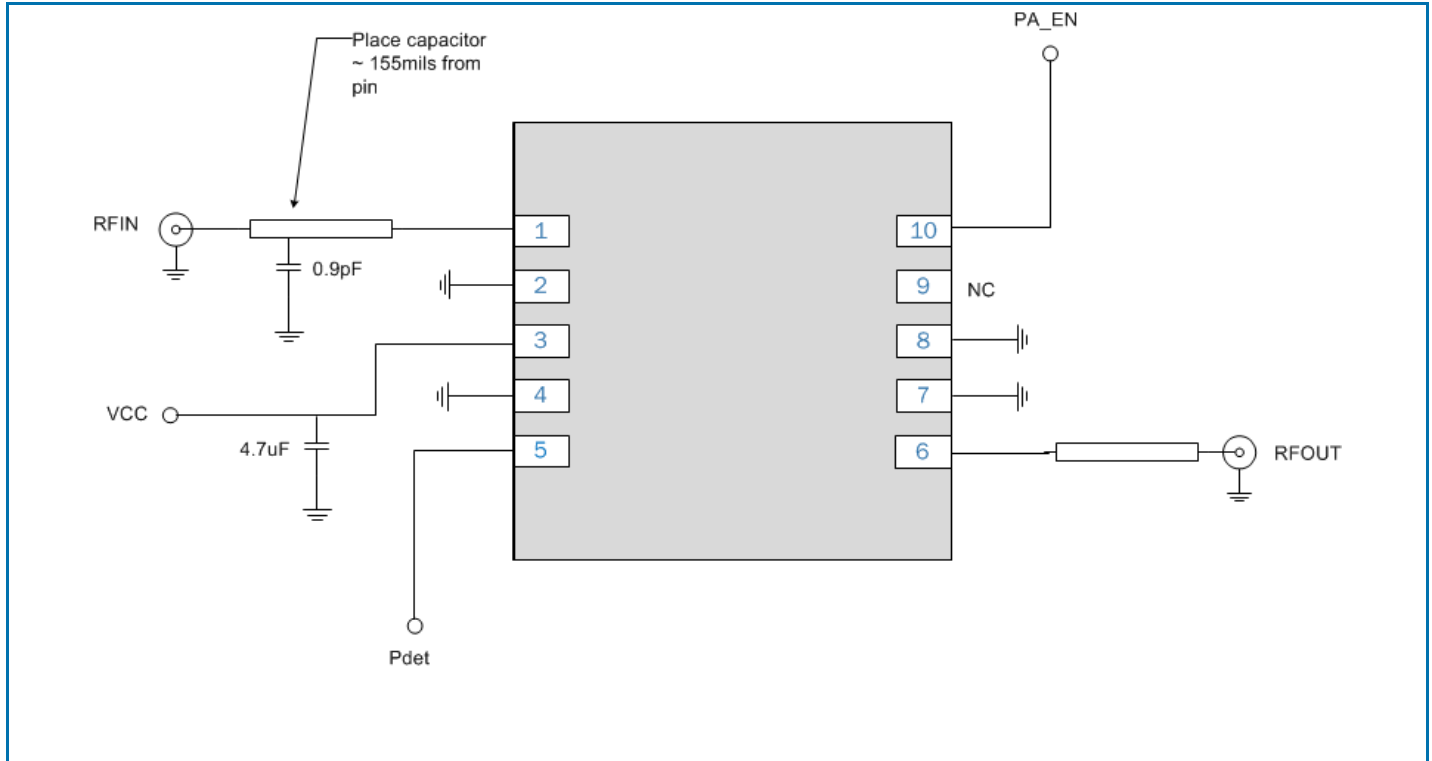 PA_EN
Place capacitor
~ 155mils from
pin
RFIN
0.9pF
1
2
3
4
5
10
9
NC
8
7
6
VCC
4.7uF
RFOUT
Pdet